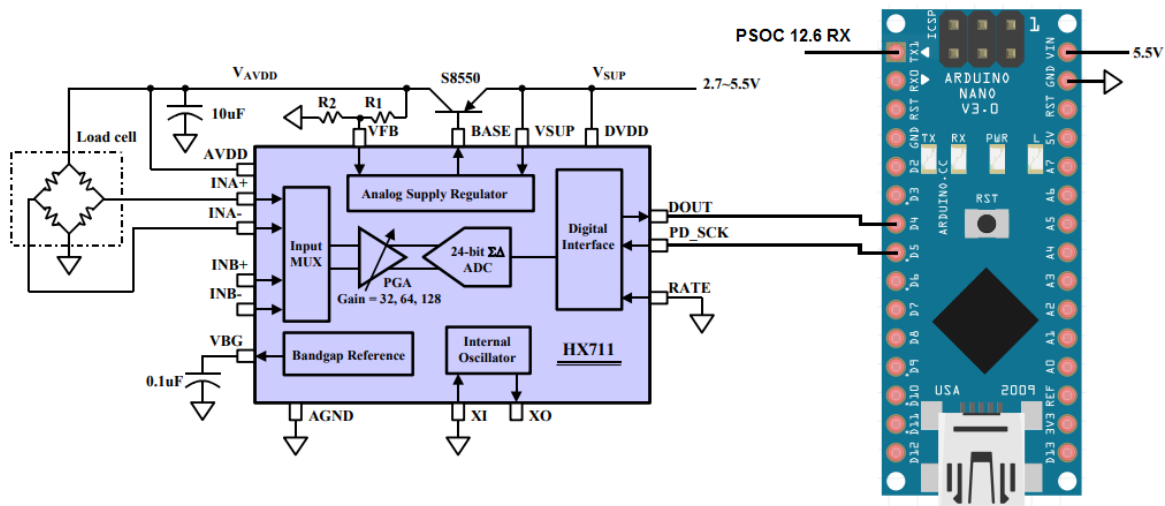 PSOC 12.6 RX
5.5V
V_AVDD
S8550
V_SUP
2.7~5.5V
10uF
R2
R1
VFB
BASE
VSUP
DVDD
Load cell
AVDD
INA+
INA-
INB+
INB-
VBG
0.1uF
Analog Supply Regulator
Input
MUX
PGA
Gain = 32, 64, 128
24-bit ΣΔ
ADC
Digital
Interface
DOUT
PD_SCK
RATE
Bandgap Reference
Internal
Oscillator
HX711
AGND
XI
XO
ICSP
1
TX1
RX0
RST
GND
D2
D3
D4
D5
D6
D7
D8
D9
D10
D11
D12
ARDUINO
NANO
V3.0
TX
RX
PWR
L
ARDUINO.CC
RST
USA
2009
VIN
GND
RST
5V
A7
A6
A5
A4
A3
A2
A1
A0
REF
3V3
D13